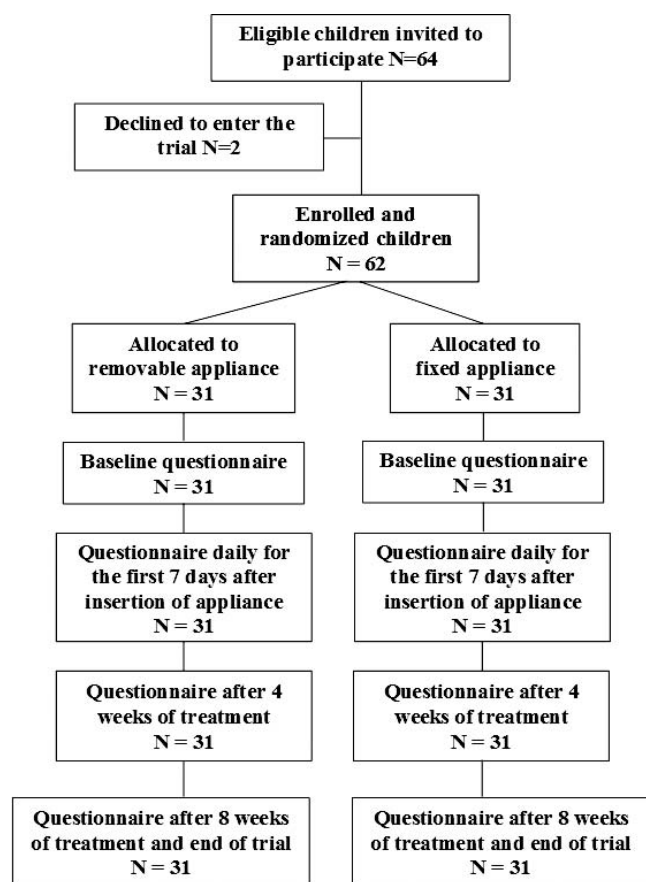 Eligible children invited to
participate N=64
Declined to enter the
trial N=2
Enrolled and
randomized children
N = 62
Allocated to
removable appliance
N = 31
Allocated to
fixed appliance
N = 31
Baseline questionnaire
N = 31
Baseline questionnaire
N = 31
Questionnaire daily for
the first 7 days after
insertion of appliance
N = 31
Questionnaire daily for
the first 7 days after
insertion of appliance
N = 31
Questionnaire after 4
weeks of treatment
N = 31
Questionnaire after 4
weeks of treatment
N = 31
Questionnaire after 8 weeks
of treatment and end of trial
N = 31
Questionnaire after 8 weeks
of treatment and end of trial
N = 31